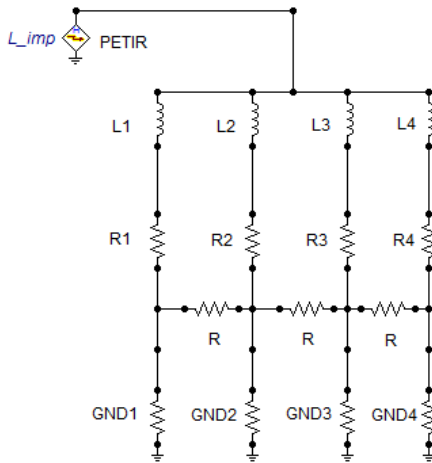 L_imp PETIR
L1 L2 L3 L4
R1 R2 R3 R4
R R R
GND1 GND2 GND3 GND4